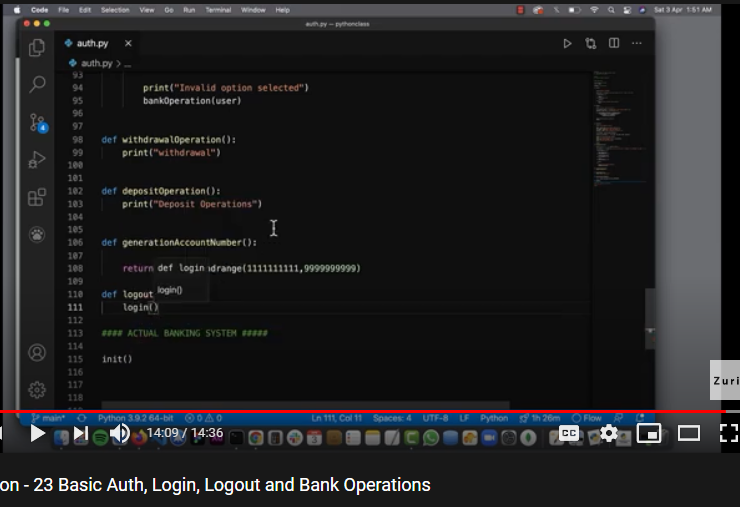 Code File Edit Selection View Go Run Terminal Window Help Sat 3 Apr 1:51 AM
auth.py — pythonclass
auth.py ×
auth.py > ...
93
94 print("Invalid option selected")
95 bankOperation(user)
96
97
98 def withdrawalOperation():
99 print("withdrawal")
100
101
102 def depositOperation():
103 print("Deposit Operations")
104
105
106 def generationAccountNumber():
107
108 return def login ndrange(1111111111,9999999999)
109
login()
110 def logout
111 login()
112
113 #### ACTUAL BANKING SYSTEM #####
114
115 init()
116
117
118
4
Zuri
main* Python 3.9.2 64-bit 0 0 Ln 111, Col 11 Spaces: 4 UTF-8 LF Python 1h 26m Flow
14:09 / 14:36
CC
on - 23 Basic Auth, Login, Logout and Bank Operations